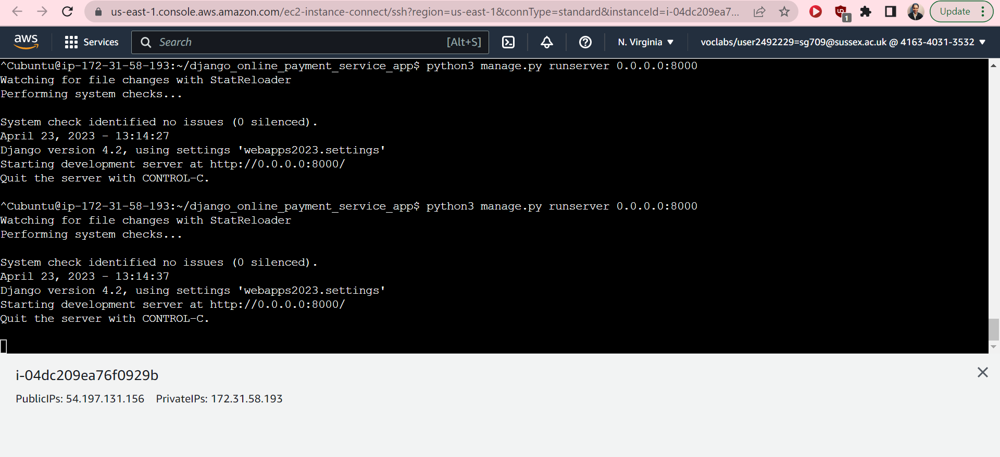 us-east-1.console.aws.amazon.com/ec2-instance-connect/ssh?region=us-east-1&connType=standard&instanceId=i-04dc209ea7...
1
Update
aws
Services
Search
[Alt+S]
N. Virginia
voclabs/user2492229=sg709@sussex.ac.uk @ 4163-4031-3532
^Cubuntu@ip-172-31-58-193:~/django_online_payment_service_app$ python3 manage.py runserver 0.0.0.0:8000
Watching for file changes with StatReloader
Performing system checks...
System check identified no issues (0 silenced).
April 23, 2023 - 13:14:27
Django version 4.2, using settings 'webapps2023.settings'
Starting development server at http://0.0.0.0:8000/
Quit the server with CONTROL-C.
^Cubuntu@ip-172-31-58-193:~/django_online_payment_service_app$ python3 manage.py runserver 0.0.0.0:8000
Watching for file changes with StatReloader
Performing system checks...
System check identified no issues (0 silenced).
April 23, 2023 - 13:14:37
Django version 4.2, using settings 'webapps2023.settings'
Starting development server at http://0.0.0.0:8000/
Quit the server with CONTROL-C.
i-04dc209ea76f0929b
PublicIPs: 54.197.131.156 PrivateIPs: 172.31.58.193